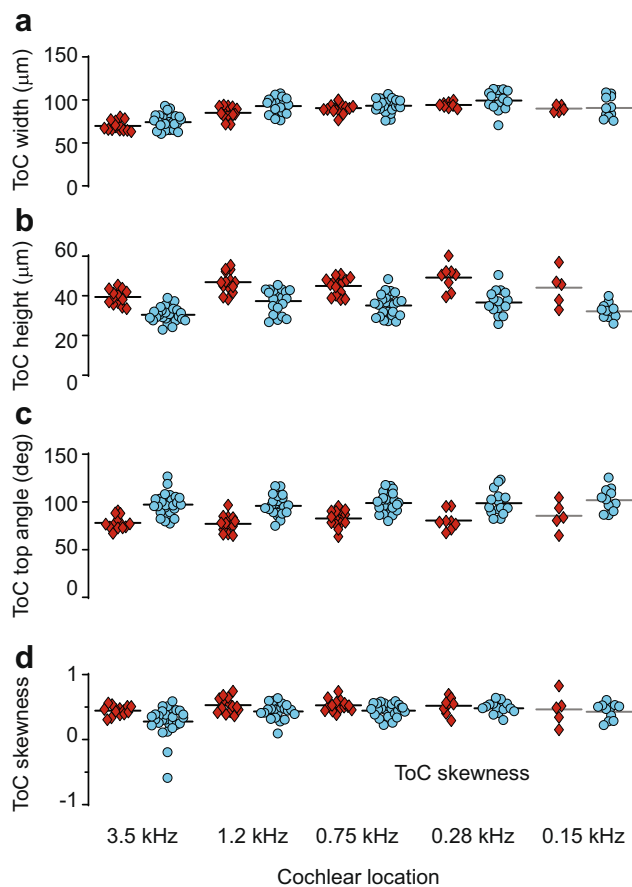 a
150
100
50
0
ToC width (μm)
b
60
40
20
0
ToC height (μm)
c
150
100
50
0
ToC top angle (deg)
d
1
0
-1
ToC skewness
ToC skewness
3.5 kHz 1.2 kHz 0.75 kHz 0.28 kHz 0.15 kHz
Cochlear location